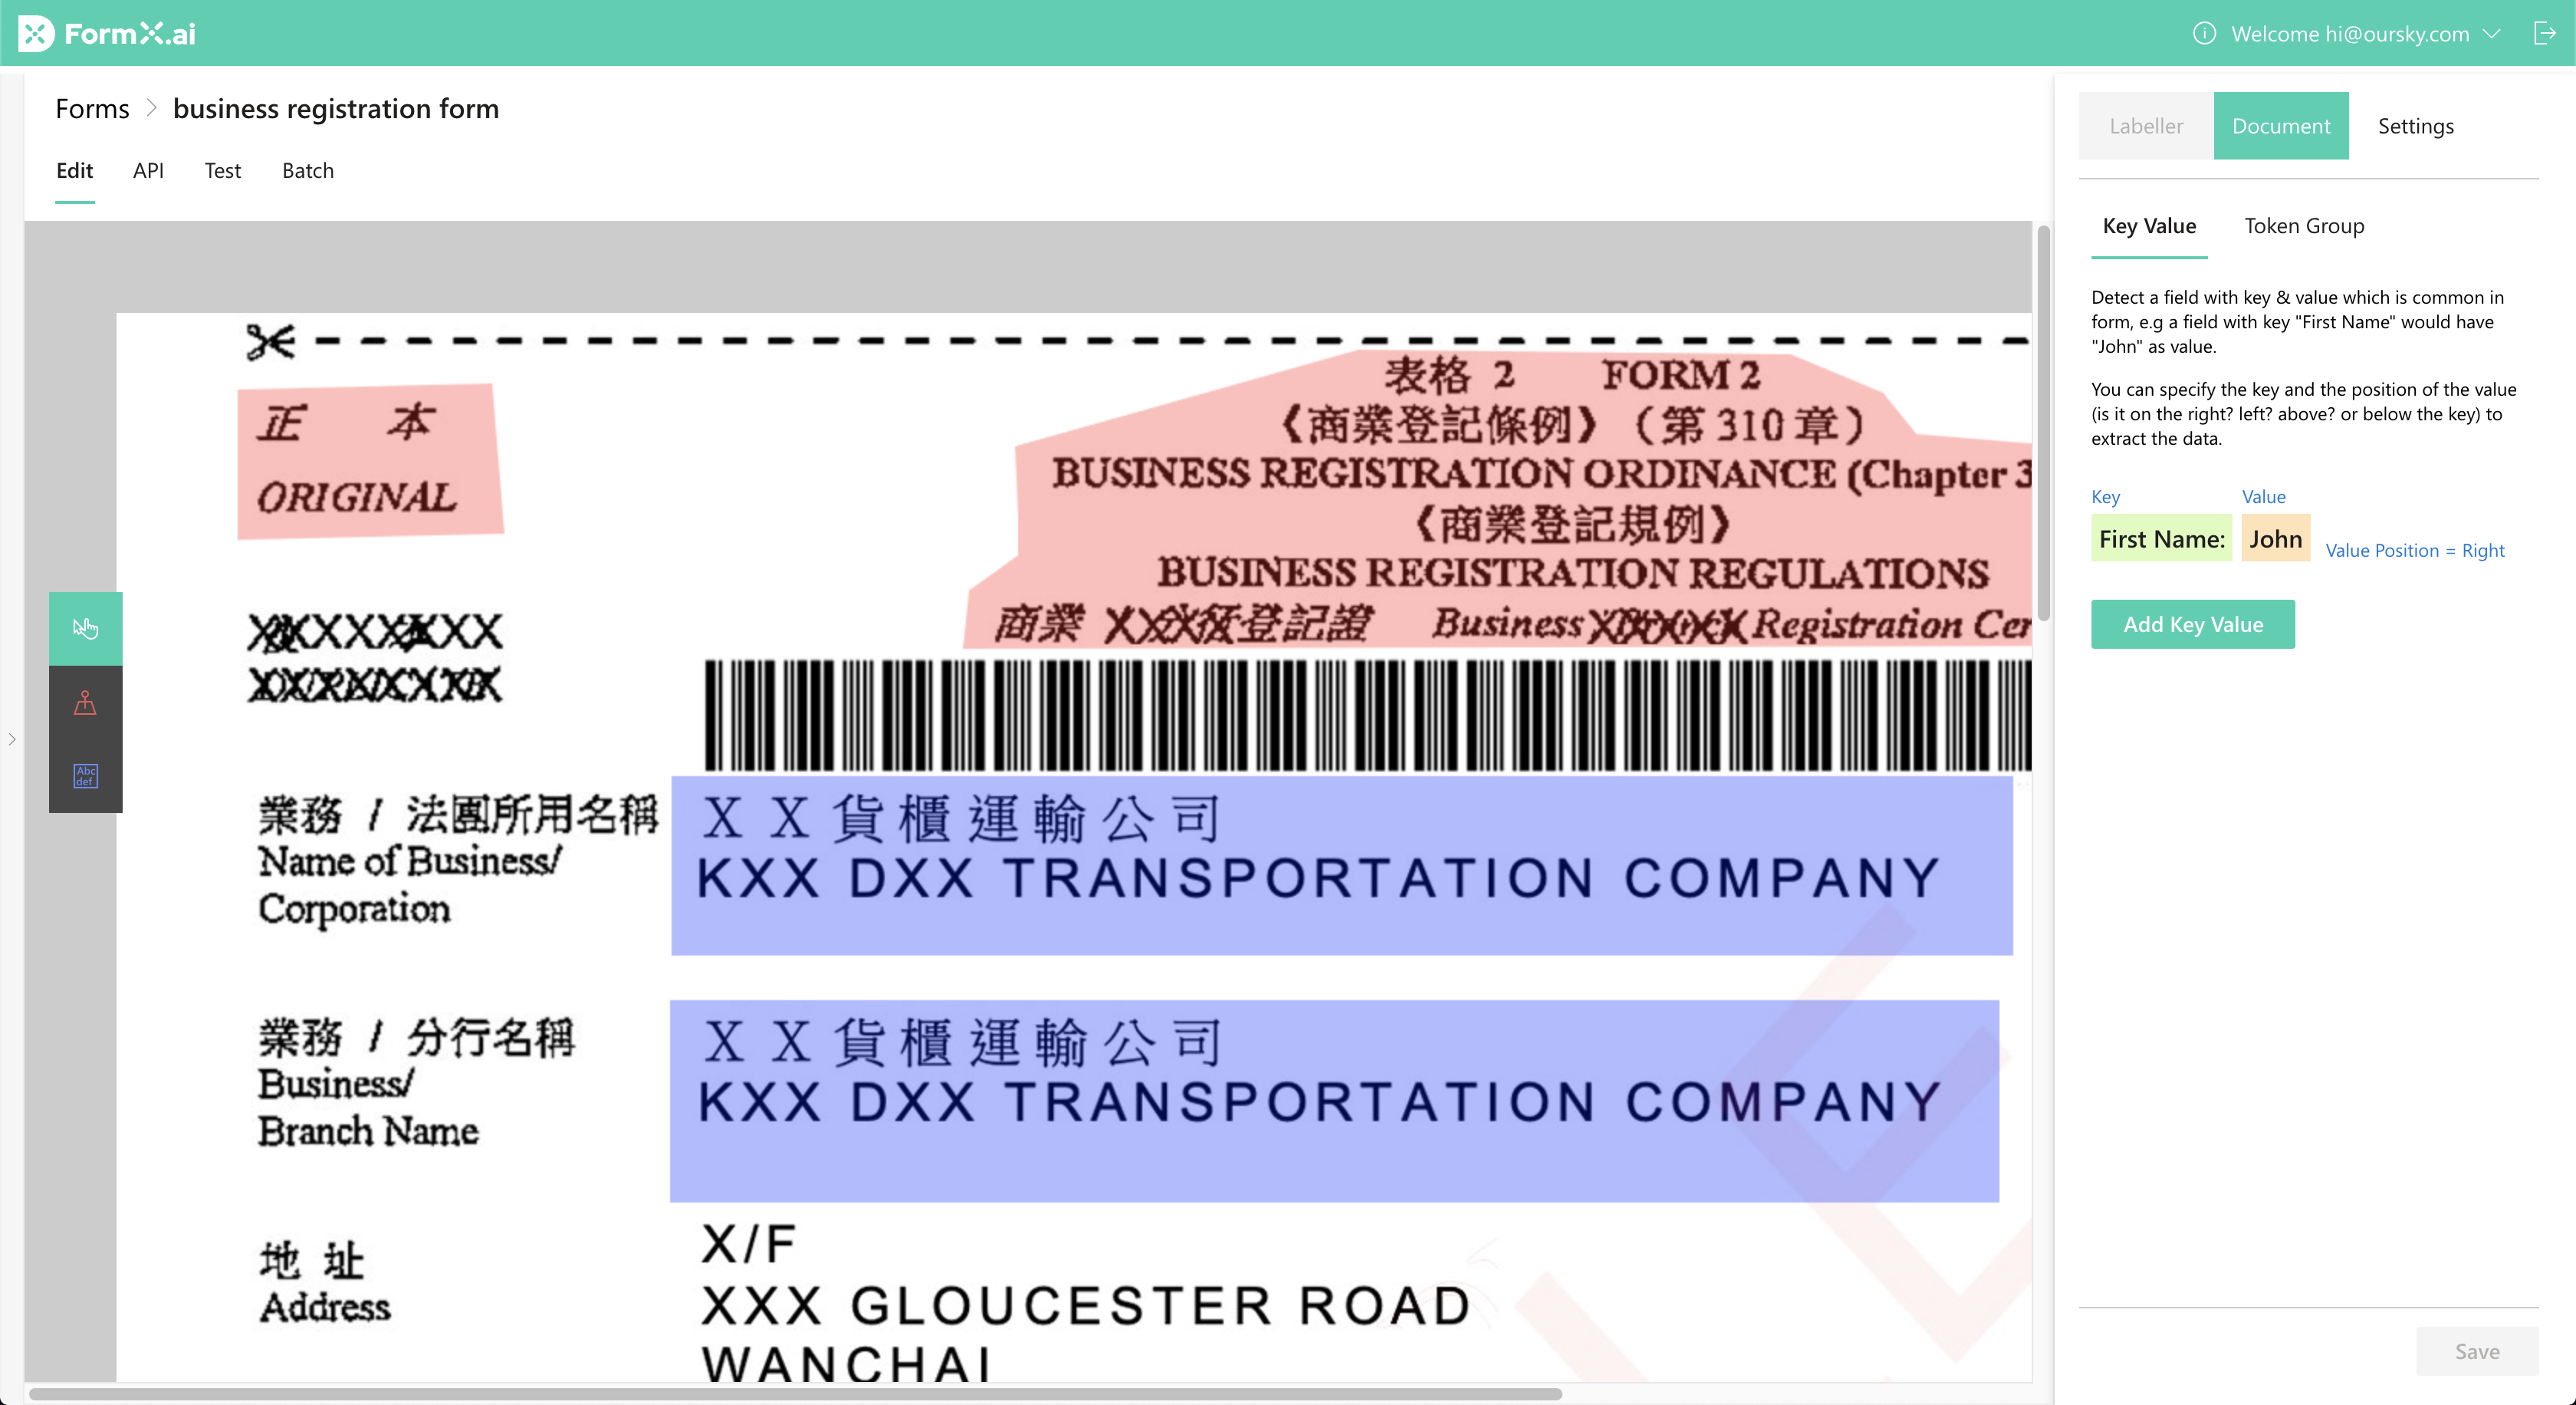 FormX.ai
Welcome hi@oursky.com
Forms > business registration form
Edit API Test Batch
Labeller Document Settings
Key Value Token Group
Detect a field with key & value which is common in
form, e.g a field with key "First Name" would have
"John" as value.
You can specify the key and the position of the value
(is it on the right? left? above? or below the key) to
extract the data.
Key Value
First Name: John Value Position = Right
Add Key Value
Save
Abc
def
正 本
ORIGINAL
表格 2 FORM 2
《商業登記條例》（第 310 章）
BUSINESS REGISTRATION ORDINANCE (Chapter 3
《商業登記規例》
BUSINESS REGISTRATION REGULATIONS
商業 登記證 Business Registration Cer
業務 / 法團所用名稱
Name of Business/
Corporation
X X 貨櫃運輸公司
KXX DXX TRANSPORTATION COMPANY
業務 / 分行名稱
Business/
Branch Name
X X 貨櫃運輸公司
KXX DXX TRANSPORTATION COMPANY
地 址
Address
X/F
XXX GLOUCESTER ROAD
WANCHAI